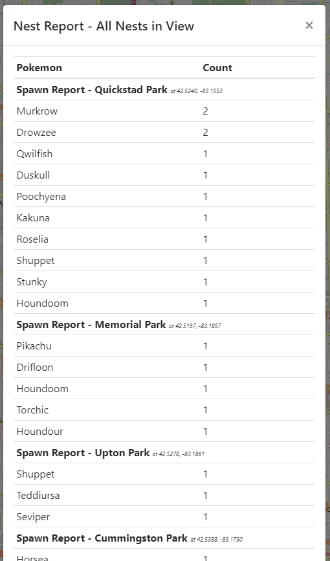 Nest Report - All Nests in View ×
Pokemon Count
Spawn Report - Quickstad Park at 42.5240, -83.1553
Murkrow 2
Drowzee 2
Qwilfish 1
Duskull 1
Poochyena 1
Kakuna 1
Roselia 1
Shuppet 1
Stunky 1
Houndoom 1
Spawn Report - Memorial Park at 42.5197, -83.1857
Pikachu 1
Drifloon 1
Houndoom 1
Torchic 1
Houndour 1
Spawn Report - Upton Park at 42.5278, -83.1861
Shuppet 1
Teddiursa 1
Seviper 1
Spawn Report - Cummingston Park at 42.5388, -83.1750
Horsea 1